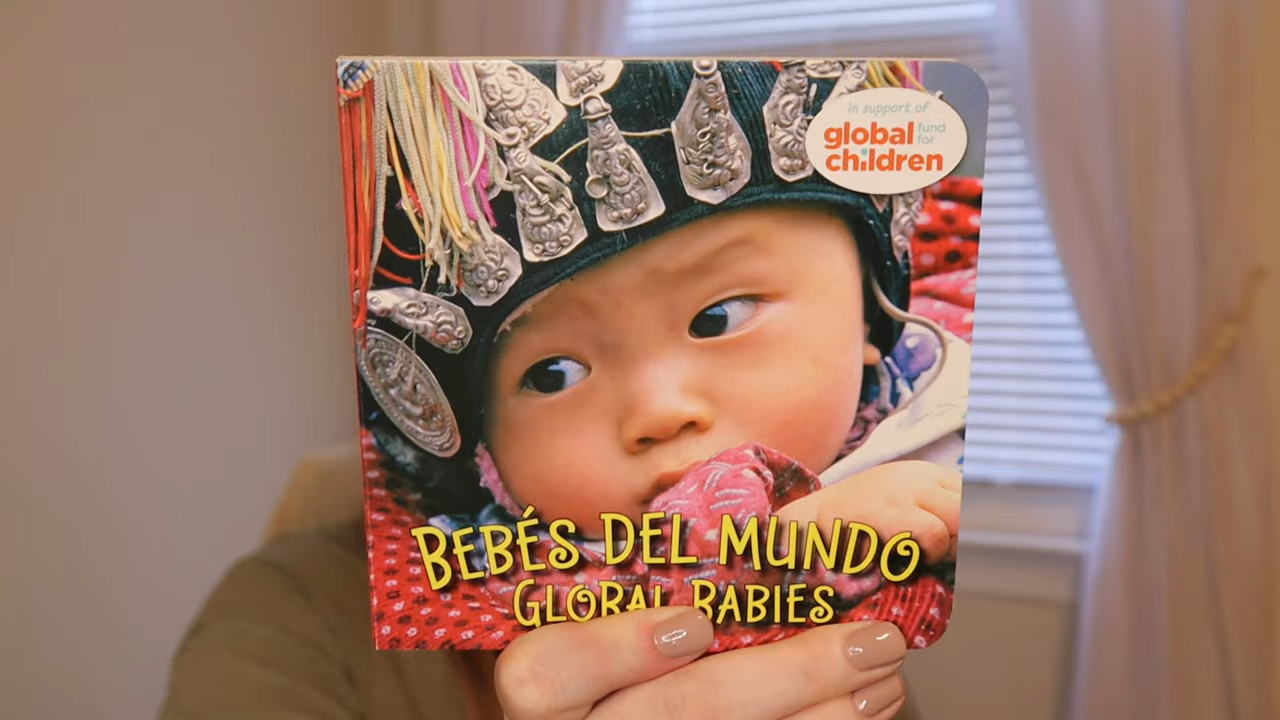 in support of
global fund
children for
BEBÉS DEL MUNDO
GLOBAL BABIES